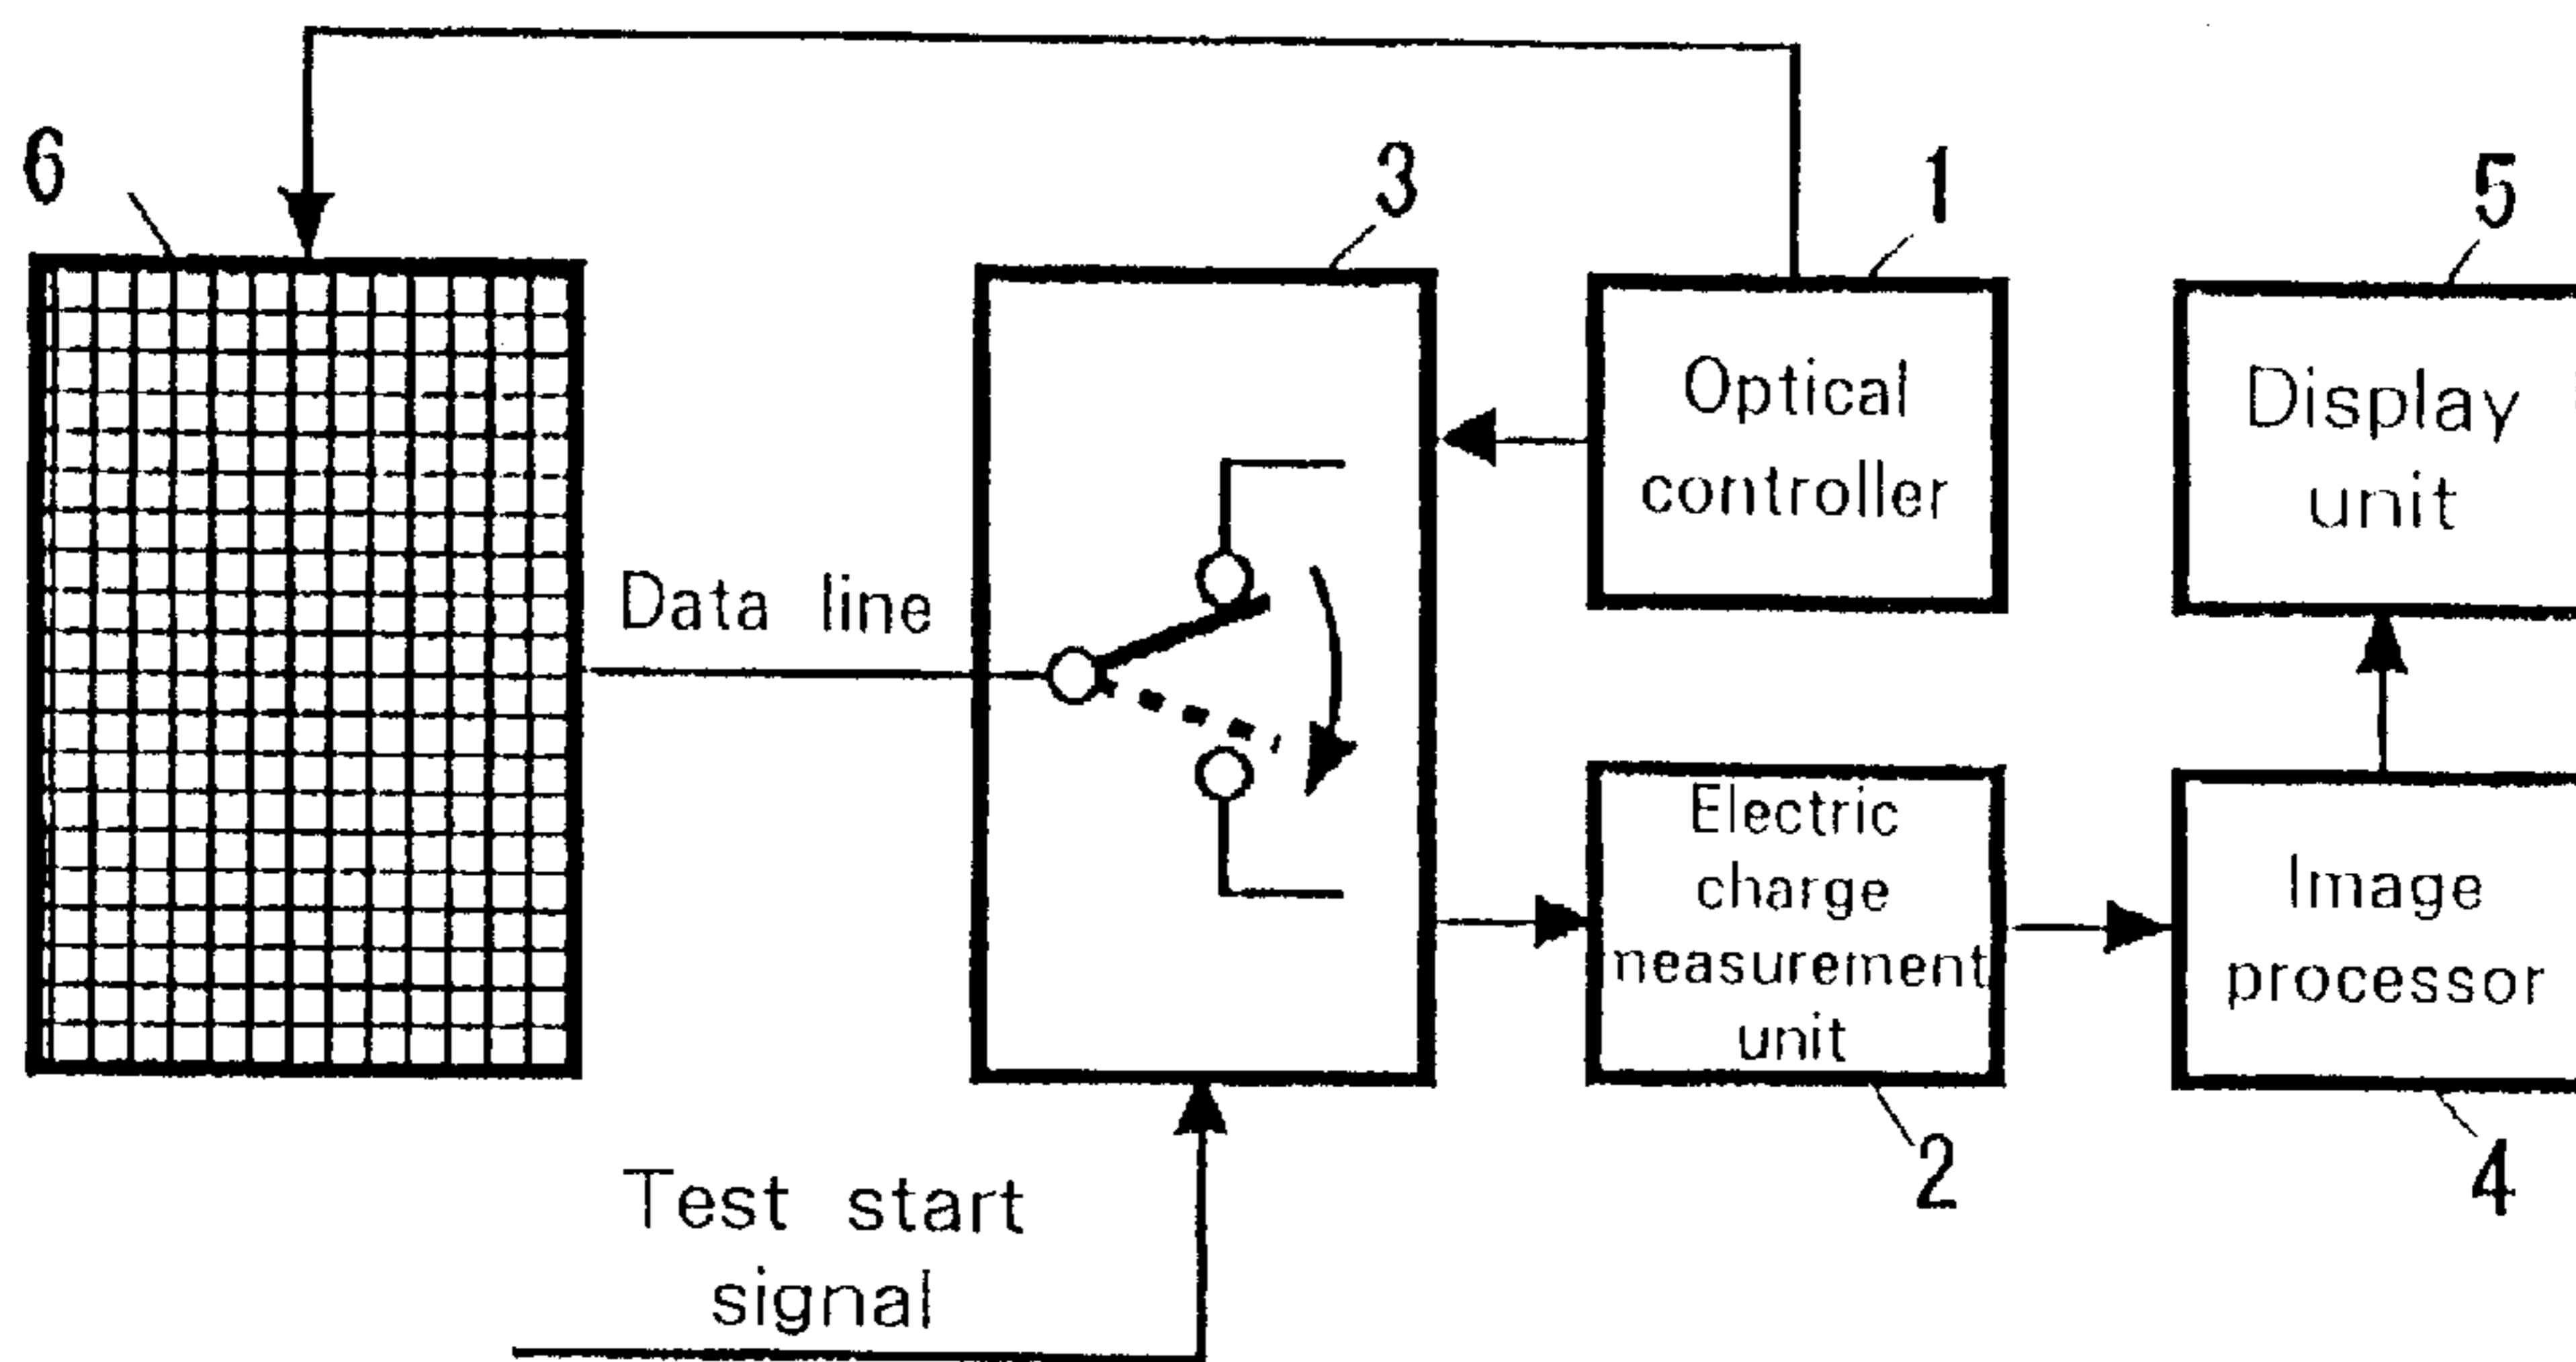 6
3
1
5
Optical
controller
Display
unit
Data line
Electric
charge
measurement
unit
Image
processor
2
4
Test start
signal